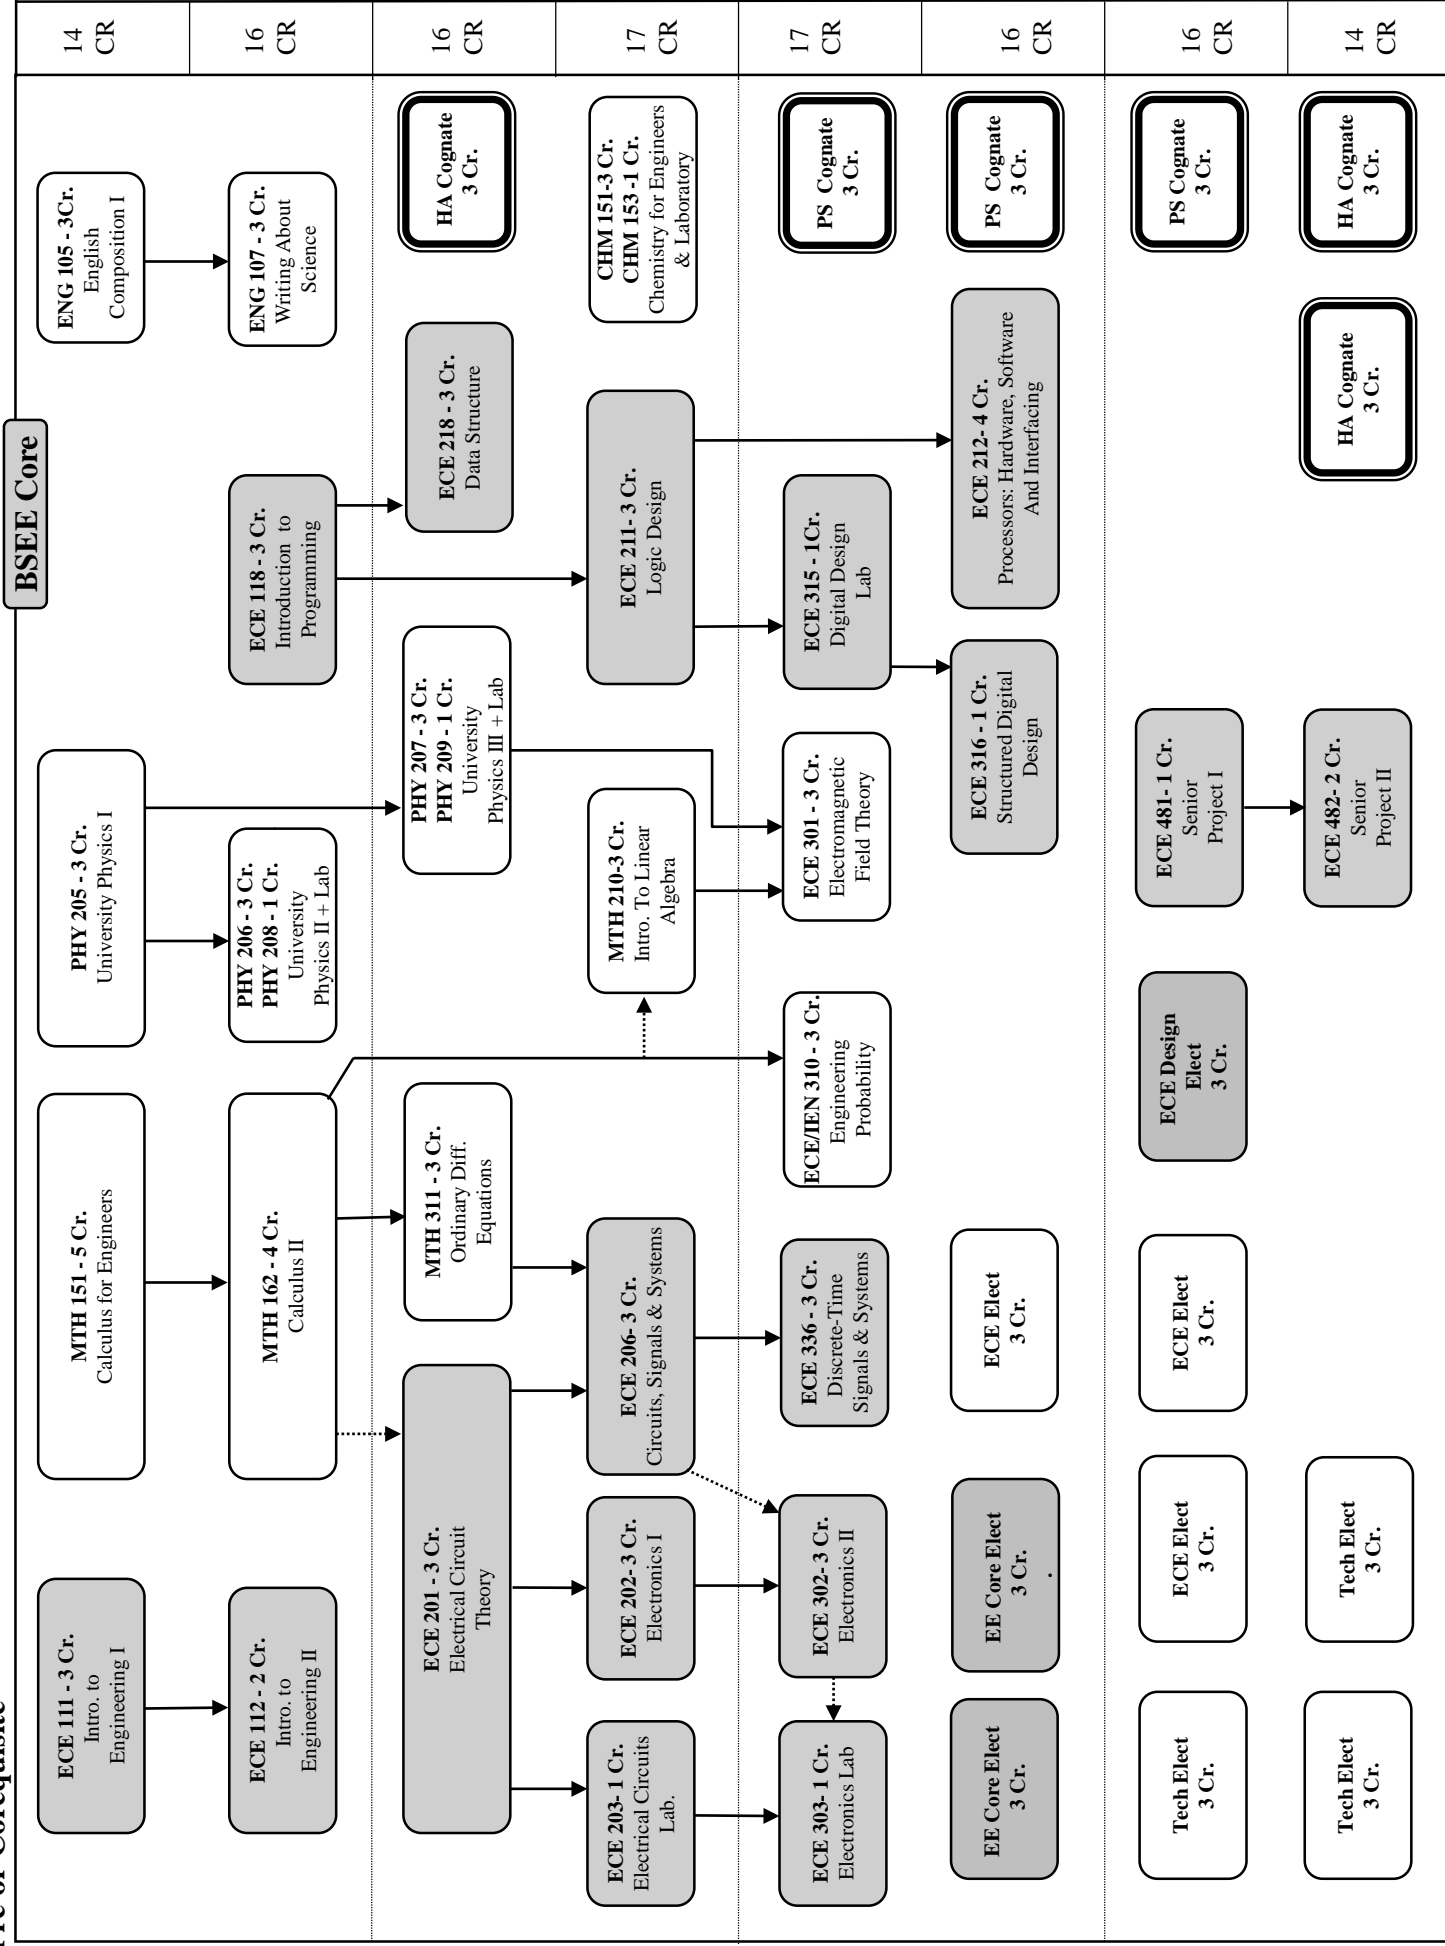 or Corequisite
BSEE Core
ECE 111 - 3 Cr.
Intro. to
Engineering I
MTH 151 - 5 Cr.
Calculus for Engineers
PHY 205 - 3 Cr.
University Physics I
ENG 105 - 3Cr.
English
Composition I
14
CR
ECE 112 - 2 Cr.
Intro. to
Engineering II
MTH 162 - 4 Cr.
Calculus II
PHY 206 - 3 Cr.
PHY 208 - 1 Cr.
University
Physics II + Lab
ECE 118 - 3 Cr.
Introduction to
Programming
ENG 107 - 3 Cr.
Writing About
Science
16
CR
ECE 201 - 3 Cr.
Electrical Circuit
Theory
MTH 311 - 3 Cr.
Ordinary Diff.
Equations
PHY 207 - 3 Cr.
PHY 209 - 1 Cr.
University
Physics III + Lab
ECE 218 - 3 Cr.
Data Structure
HA Cognate
3 Cr.
16
CR
ECE 203- 1 Cr.
Electrical Circuits
Lab.
ECE 202- 3 Cr.
Electronics I
ECE 206- 3 Cr.
Circuits, Signals & Systems
MTH 210-3 Cr.
Intro. To Linear
Algebra
ECE 211- 3 Cr.
Logic Design
CHM 151-3 Cr.
CHM 153 -1 Cr.
Chemistry for Engineers
& Laboratory
17
CR
ECE 303- 1 Cr.
Electronics Lab
ECE 302- 3 Cr.
Electronics II
ECE 336 - 3 Cr.
Discrete-Time
Signals & Systems
ECE/IEN 310 - 3 Cr.
Engineering
Probability
ECE 301 - 3 Cr.
Electromagnetic
Field Theory
ECE 315 - 1Cr.
Digital Design
Lab
PS Cognate
3 Cr.
17
CR
EE Core Elect
3 Cr.
EE Core Elect
3 Cr.
.
ECE Elect
3 Cr.
ECE 316 - 1 Cr.
Structured Digital
Design
ECE 212- 4 Cr.
Processors: Hardware, Software
And Interfacing
PS Cognate
3 Cr.
16
CR
Tech Elect
3 Cr.
ECE Elect
3 Cr.
ECE Elect
3 Cr.
ECE Design
Elect
3 Cr.
ECE 481- 1 Cr.
Senior
Project I
PS Cognate
3 Cr.
16
CR
Tech Elect
3 Cr.
Tech Elect
3 Cr.
ECE 482- 2 Cr.
Senior
Project II
HA Cognate
3 Cr.
HA Cognate
3 Cr.
14
CR